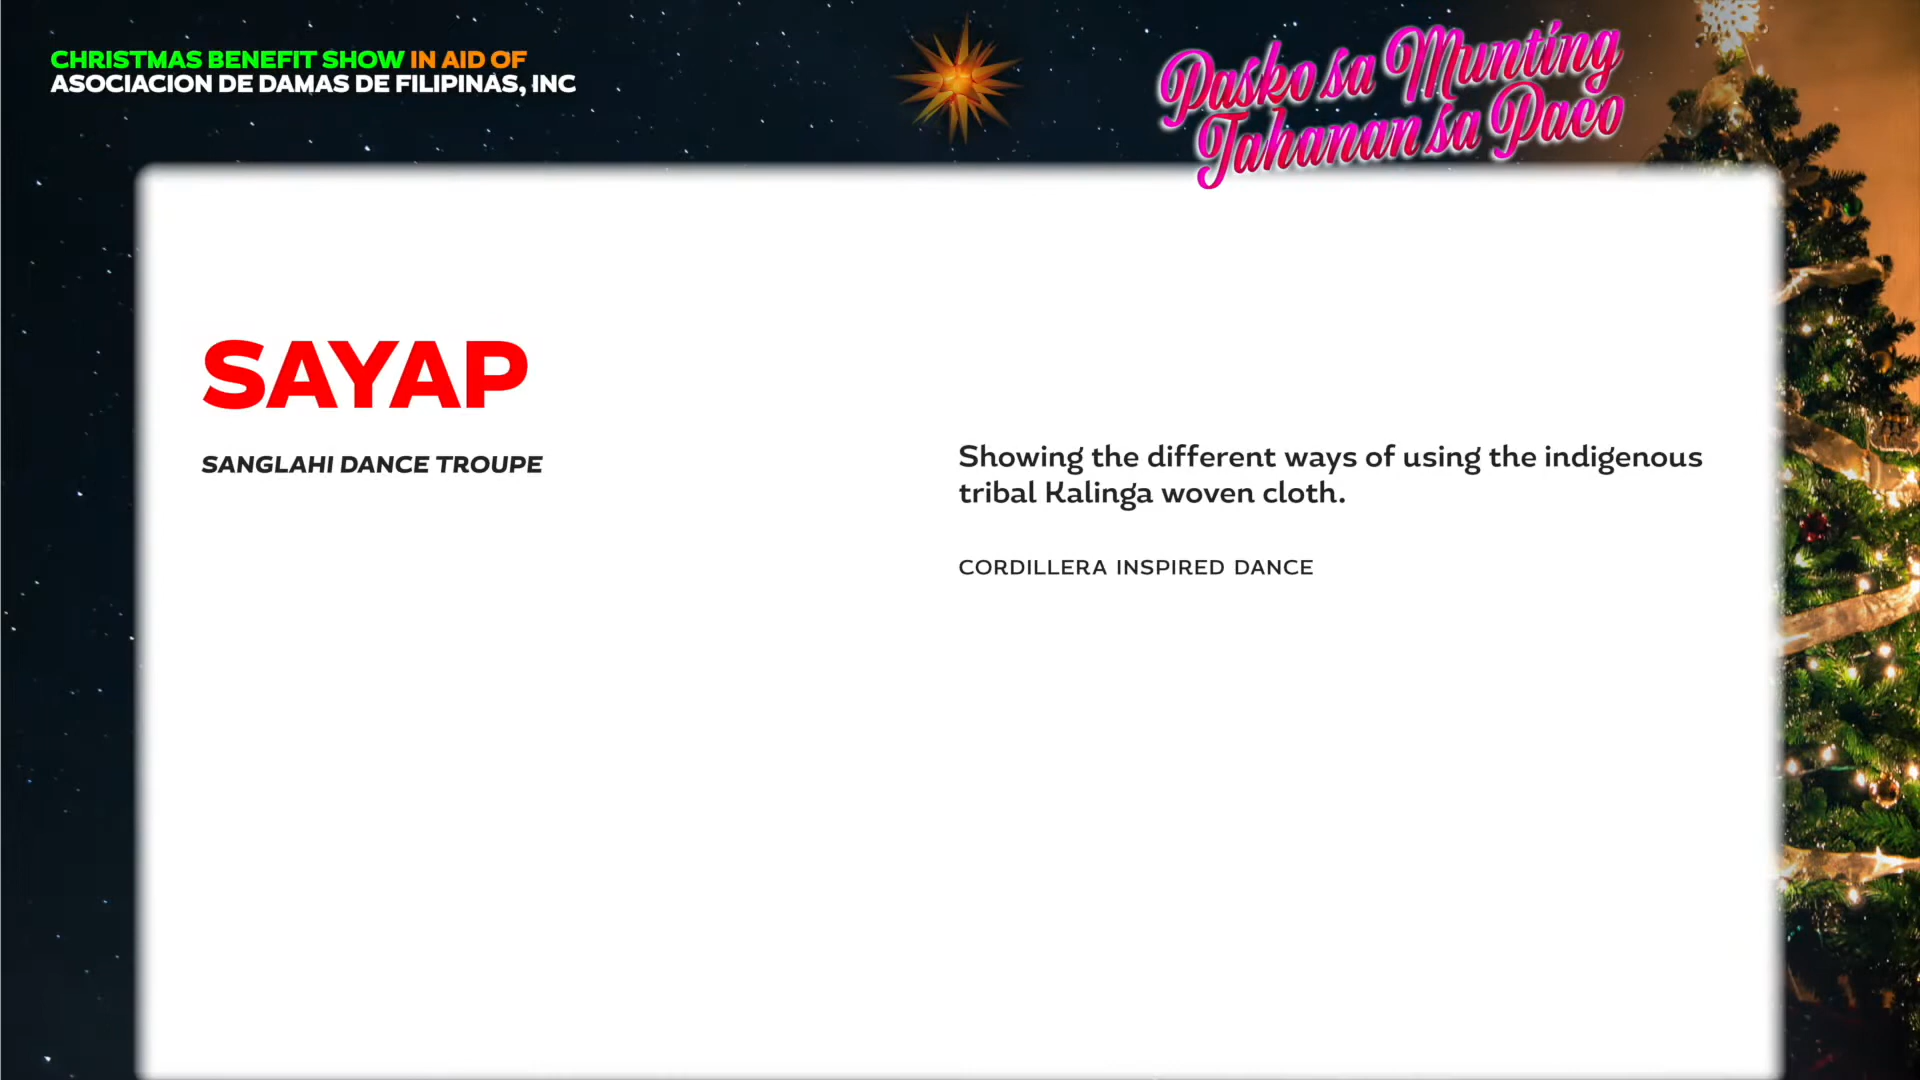 CHRISTMAS BENEFIT SHOW IN AID OF
ASOCIACION DE DAMAS DE FILIPINAS, INC
Pasko sa Munting
Tahanan sa Paco
SAYAP
SANGLAHI DANCE TROUPE
Showing the different ways of using the indigenous
tribal Kalinga woven cloth.
CORDILLERA INSPIRED DANCE